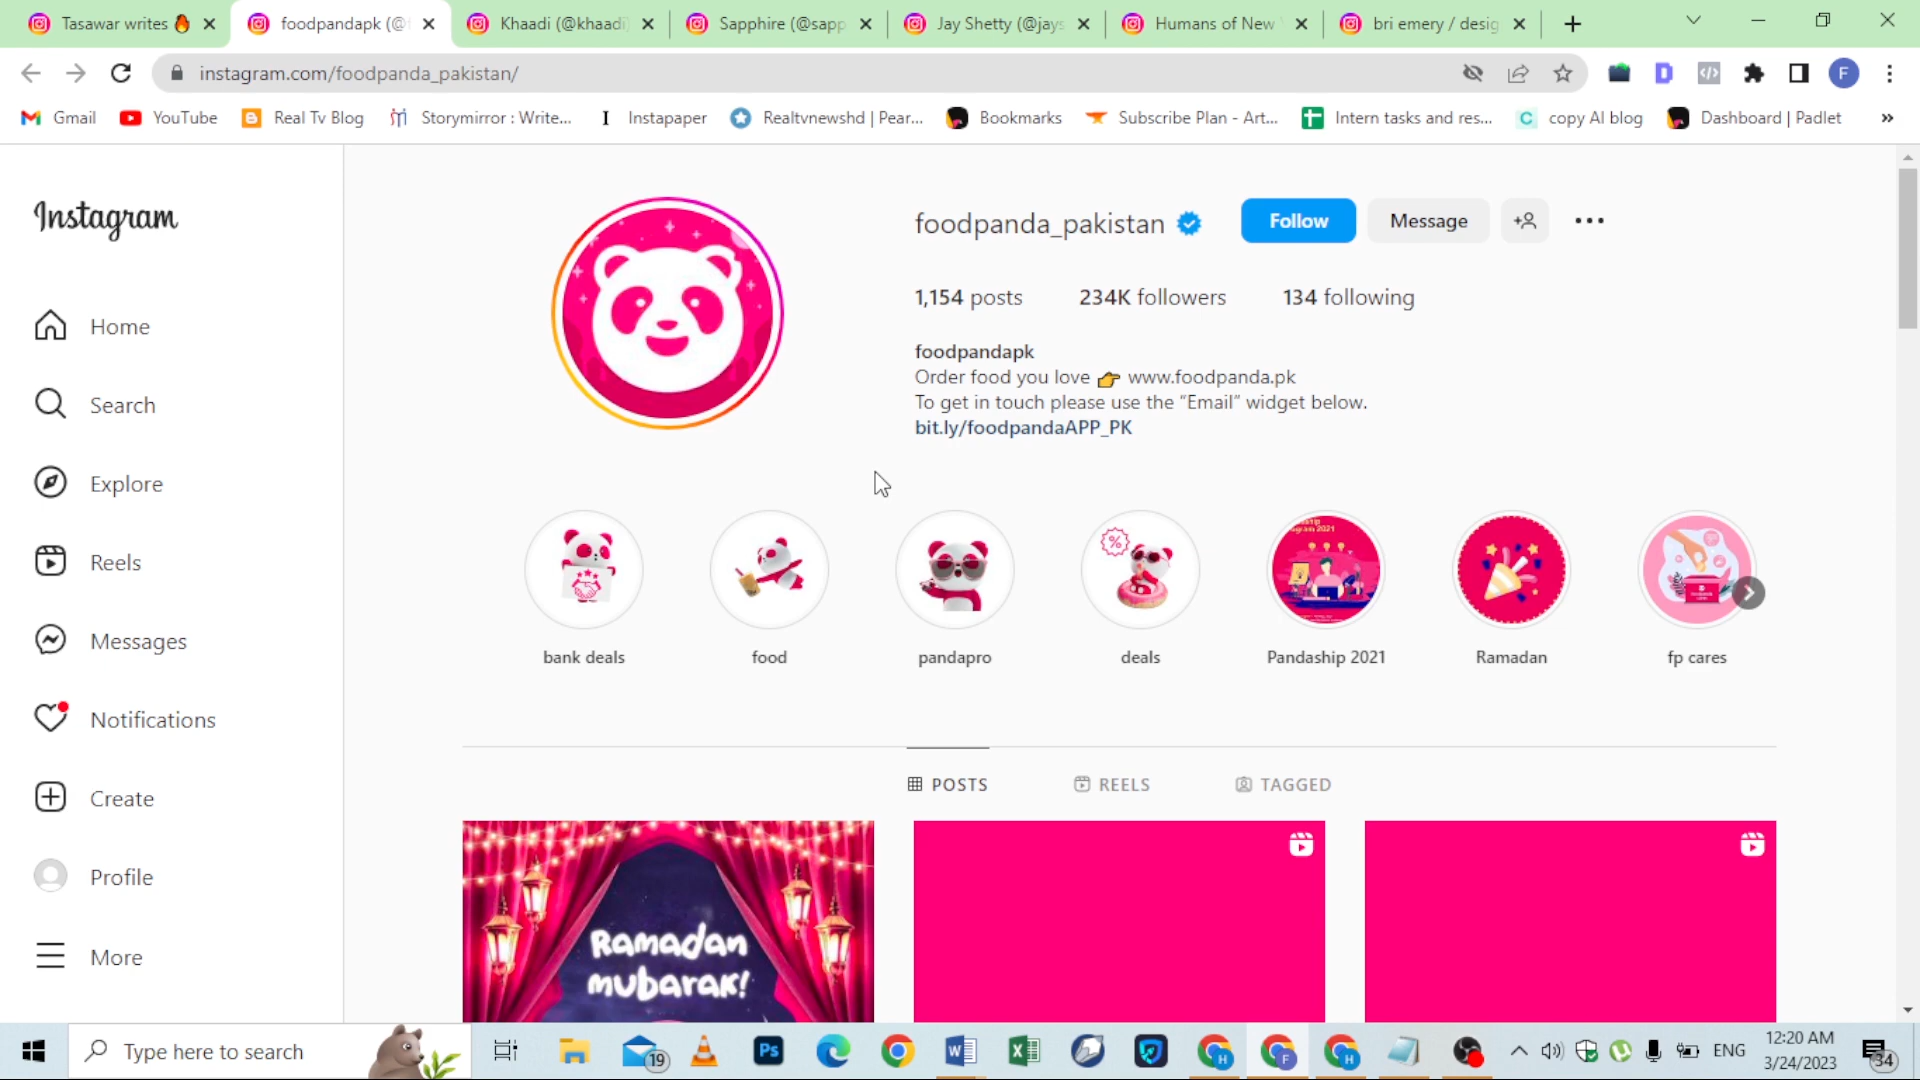 Tasawar writes🔥
foodpandapk (@f
Khaadi (@khaadi
Sapphire (@sapp
Jay Shetty (@jays
Humans of New Y
bri emery / desig
instagram.com/foodpanda_pakistan/
F
Gmail
YouTube
Real Tv Blog
Storymirror : Write...
Instapaper
Realtvnewshd | Pear...
Bookmarks
Subscribe Plan - Art...
Intern tasks and res...
copy AI blog
Dashboard | Padlet
»
Instagram
Home
Search
Explore
Reels
Messages
Notifications
Create
Profile
More
foodpanda_pakistan
Follow
Message
1,154 posts
234K followers
134 following
foodpandapk
Order food you love 👉 www.foodpanda.pk
To get in touch please use the “Email” widget below.
bit.ly/foodpandaAPP_PK
bank deals
food
pandapro
deals
Pandaship 2021
Ramadan
fp cares
POSTS
REELS
TAGGED
Ramadan
mubarak!
Type here to search
19
Ps
ENG
12:20 AM
3/24/2023
34